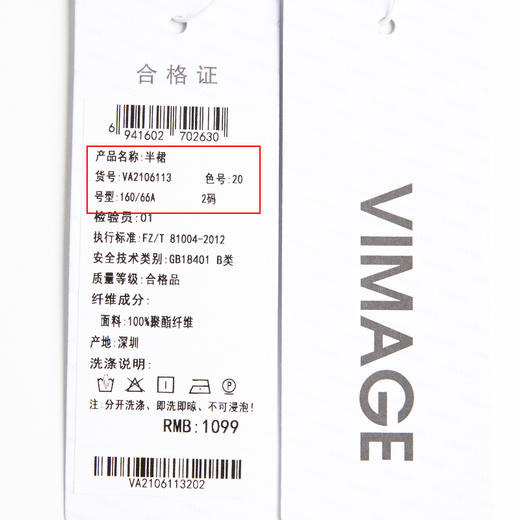 合格证
6 941602 702630
产品名称:半裙
货号:VA2106113 色号:20
号型:160/66A 2码
检验员:01
执行标准:FZ/T 81004-2012
安全技术类别:GB18401 B类
质量等级:合格品
纤维成分:
面料:100%聚酯纤维
产地:深圳
洗涤说明:
注:分开洗涤、即洗即晾、不可浸泡!
RMB:1099
VA2106113202
VIMAGE